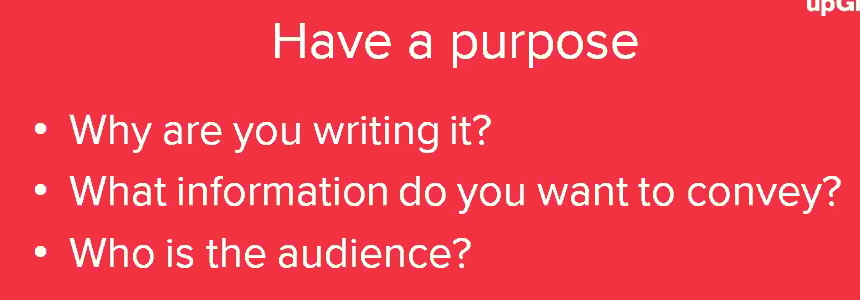 Have a purpose
• Why are you writing it?
• What information do you want to convey?
• Who is the audience?